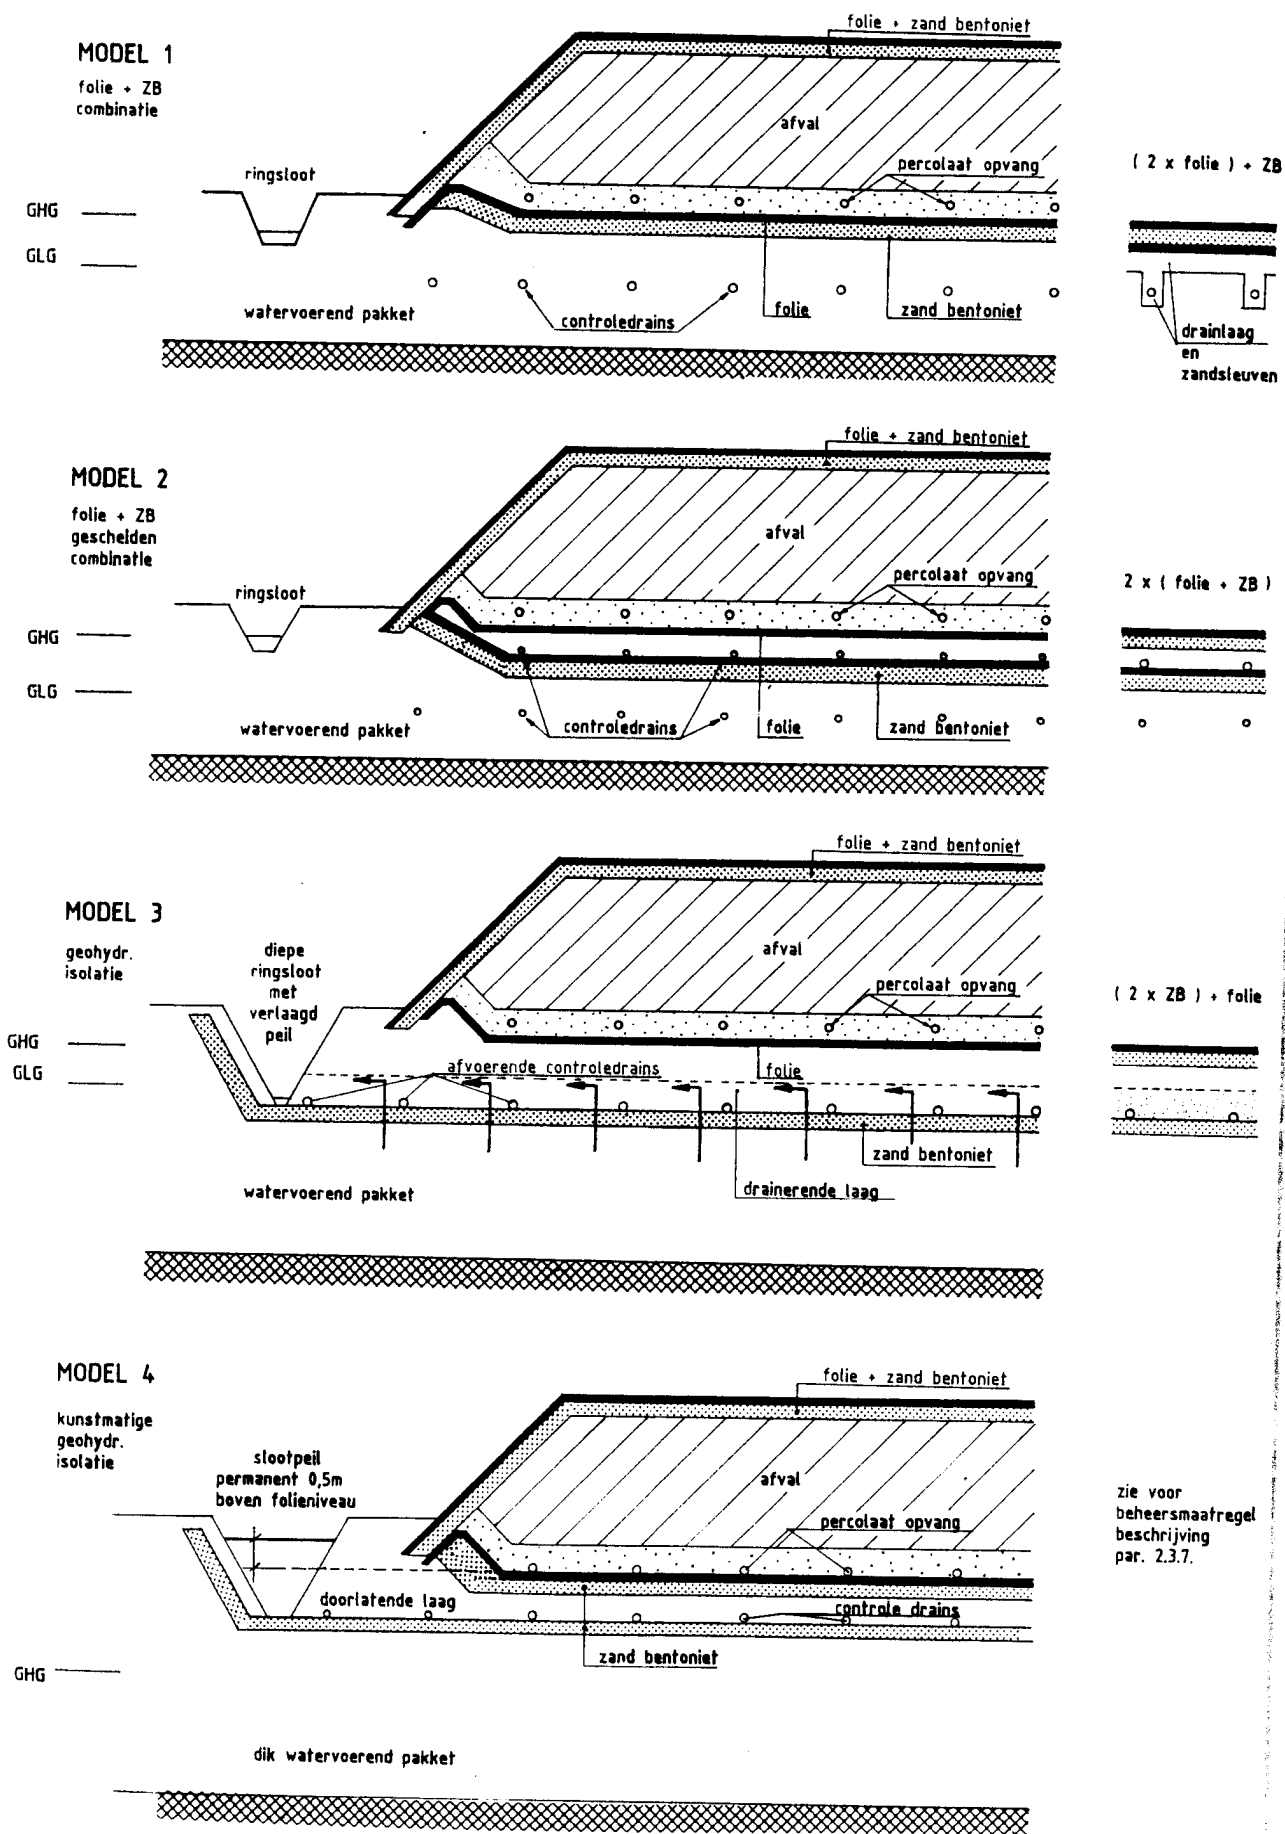 folie + zand bentoniet
MODEL 1
folie + ZB
combinatie
afval
percolaat opvang
( 2 x folie ) + ZB
ringsloot
GHG
GLG
watervoerend pakket
controledrains
folie
zand bentoniet
drainlaag
en
zandsleuven
folie + zand bentoniet
MODEL 2
folie + ZB
gescheiden
combinatie
afval
percolaat opvang
2 x ( folie + ZB )
ringsloot
GHG
GLG
watervoerend pakket
controledrains
folie
zand bentoniet
folie + zand bentoniet
MODEL 3
geohydr.
isolatie
diepe
ringsloot
met
verlaagd
peil
afval
percolaat opvang
( 2 x ZB ) + folie
GHG
GLG
afvoerende controledrains
folie
zand bentoniet
watervoerend pakket
drainerende laag
MODEL 4
folie + zand bentoniet
kunstmatige
geohydr.
isolatie
slootpeil
permanent 0,5m
boven folieniveau
afval
percolaat opvang
zie voor
beheersmaatregel
beschrijving
par. 2.3.7.
doorlatende laag
controle drains
zand bentoniet
GHG
dik watervoerend pakket